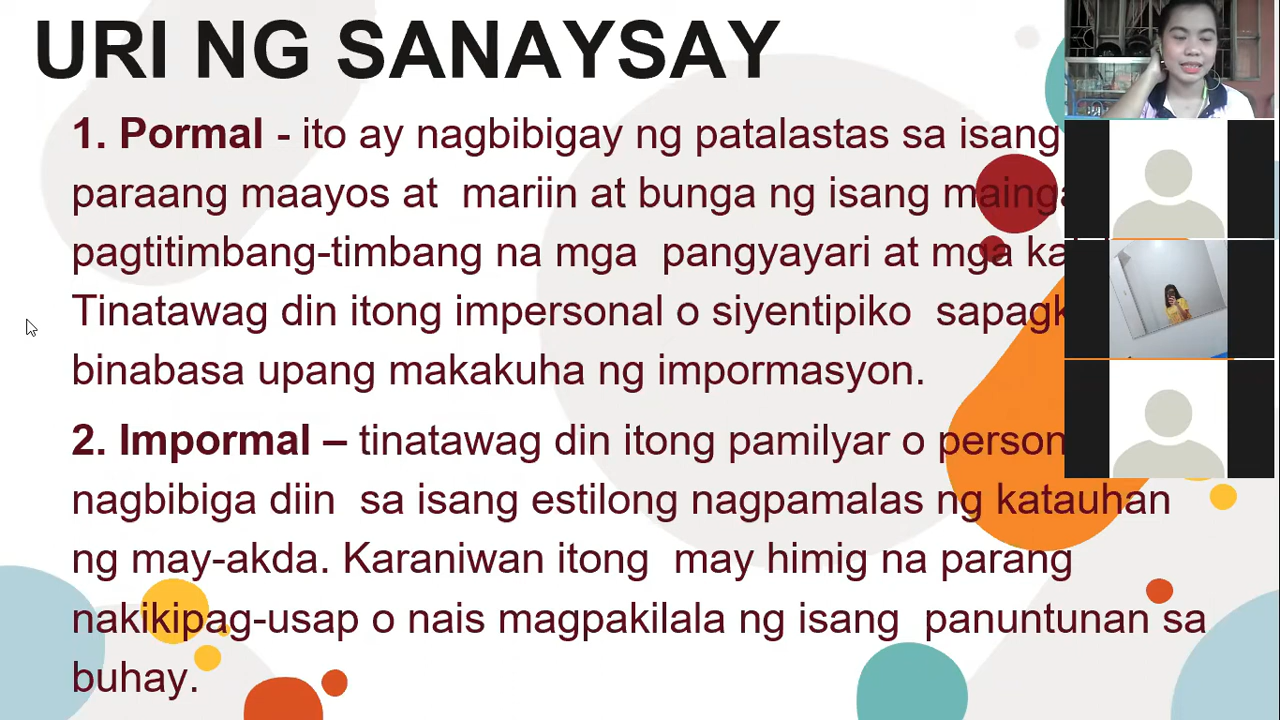 URI NG SANAYSAY
1. Pormal - ito ay nagbibigay ng patalastas sa isang
paraang maayos at mariin at bunga ng isang
pagtitimbang-timbang na mga pangyayari at mga
Tinatawag din itong impersonal o siyentipiko
binabasa upang makakuha ng impormasyon.
2. Impormal – tinatawag din itong pamilyar o
nagbibiga diin sa isang estilong nagpamalas ng katauhan
ng may-akda. Karaniwan itong may himig na parang
nakikipag-usap o nais magpakilala ng isang panuntunan sa
buhay.